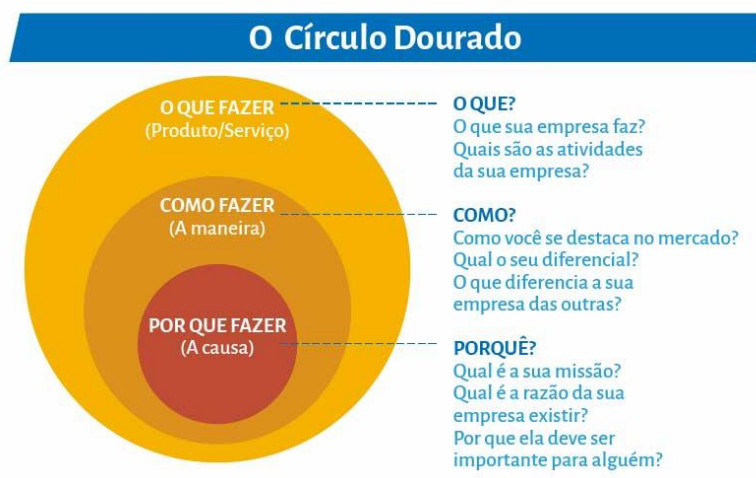 O Círculo Dourado
O QUE FAZER
(Produto/Serviço)
COMO FAZER
(A maneira)
POR QUE FAZER
(A causa)
O QUE?
O que sua empresa faz?
Quais são as atividades
da sua empresa?
COMO?
Como você se destaca no mercado?
Qual o seu diferencial?
O que diferencia a sua
empresa das outras?
PORQUÊ?
Qual é a sua missão?
Qual é a razão da sua
empresa existir?
Por que ela deve ser
importante para alguém?